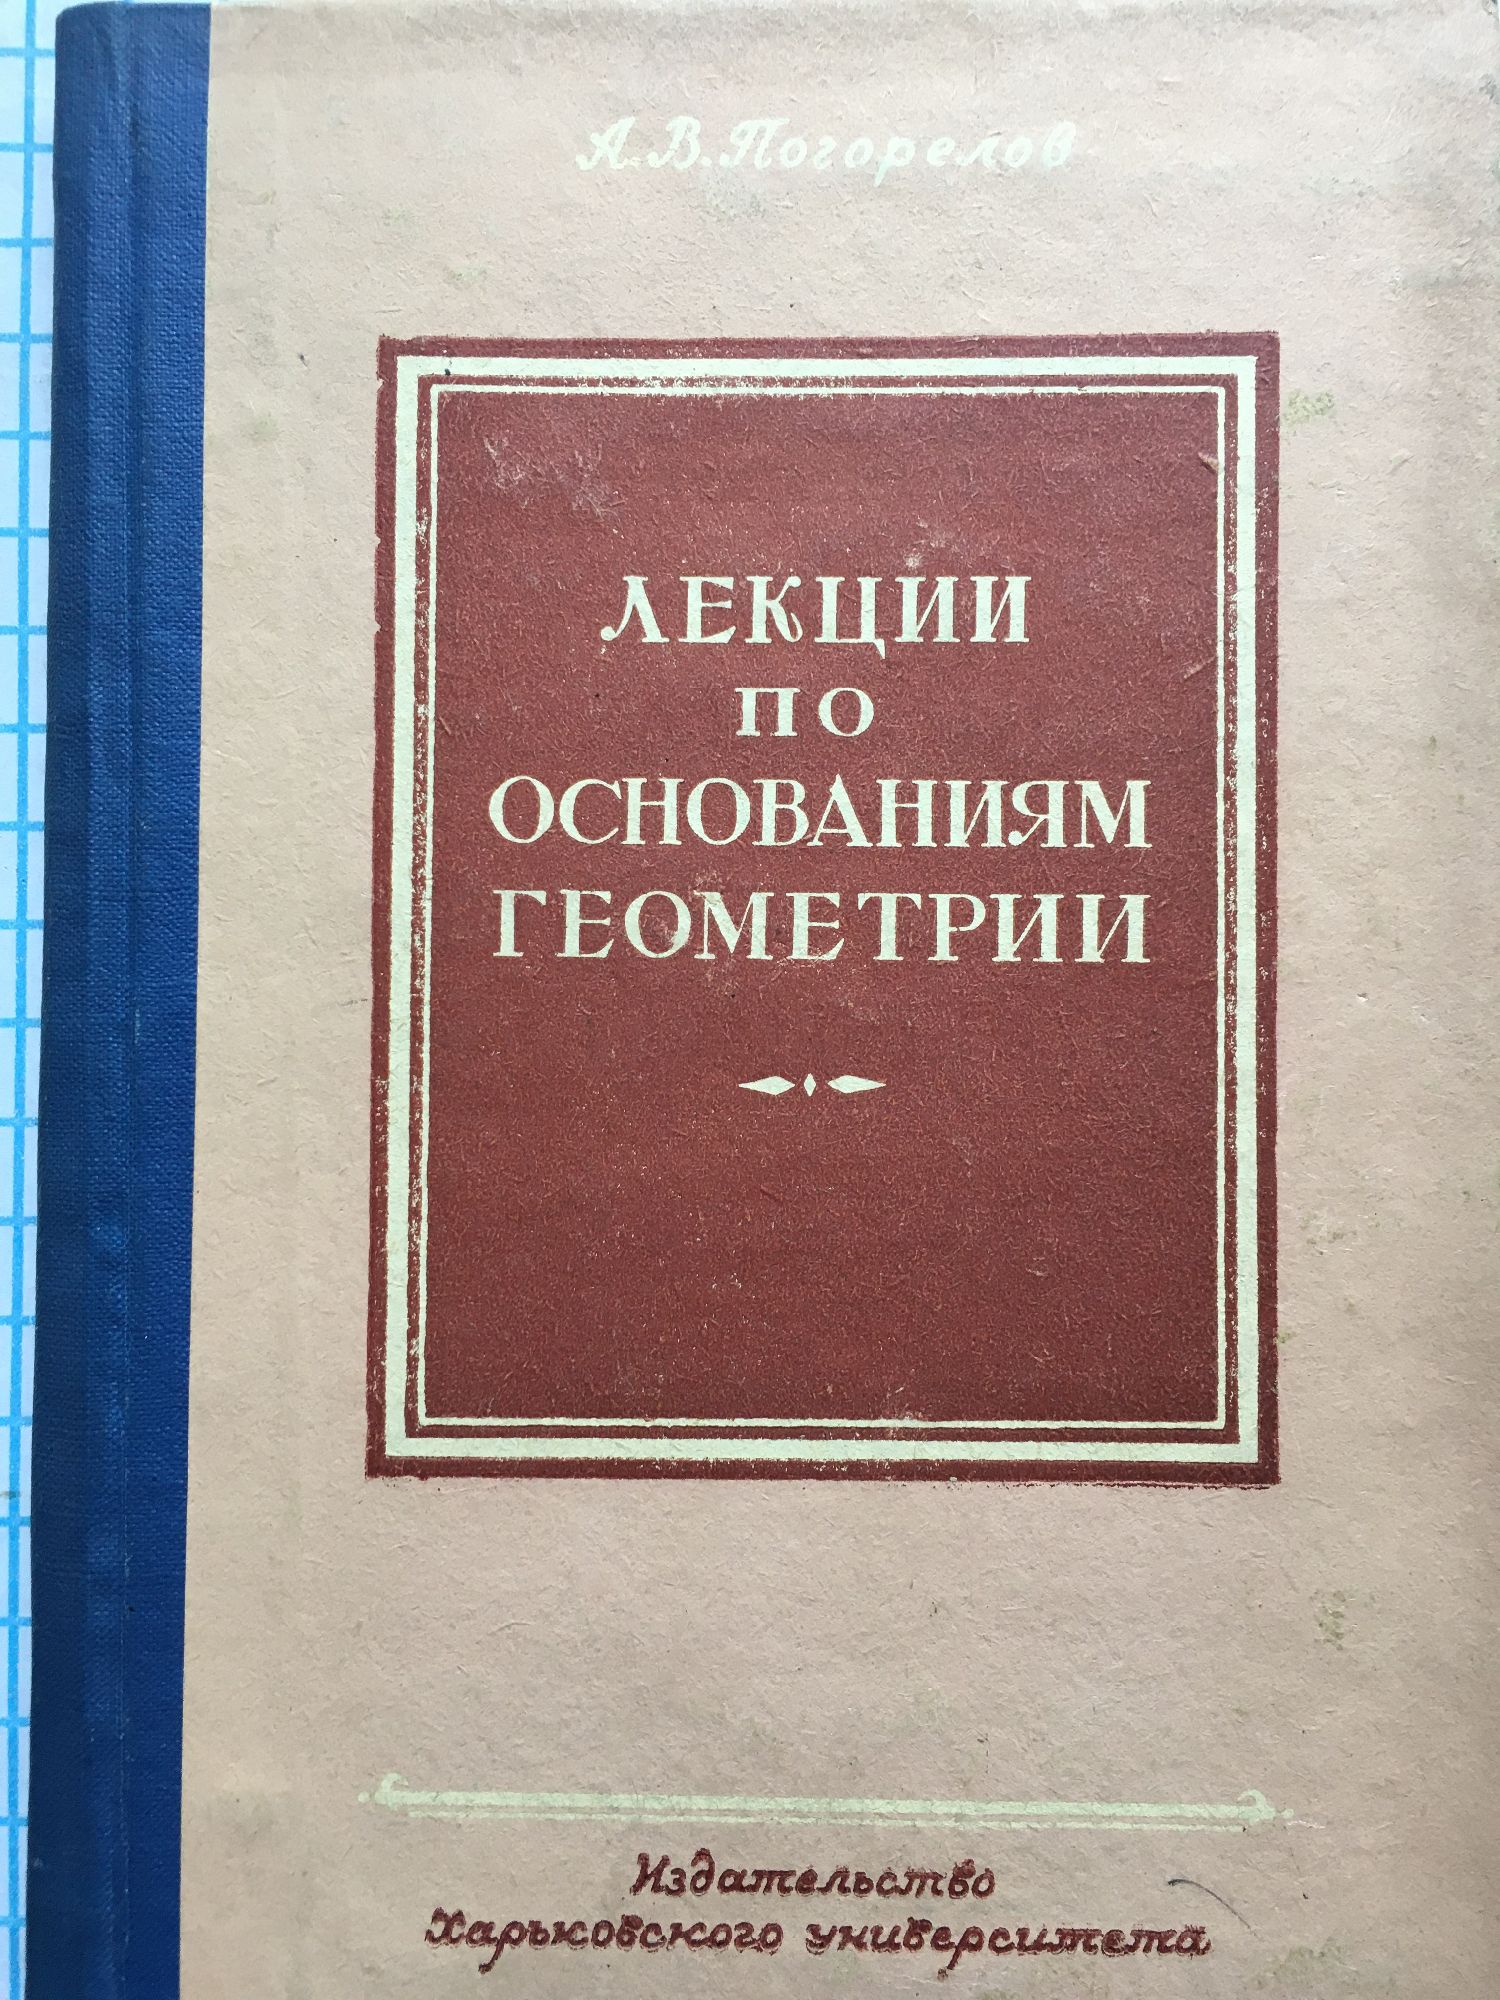 А. В. Погорелов
ЛЕКЦИИ
ПО
ОСНОВАНИЯМ
ГЕОМЕТРИИ
Издательство
Харьковского университета